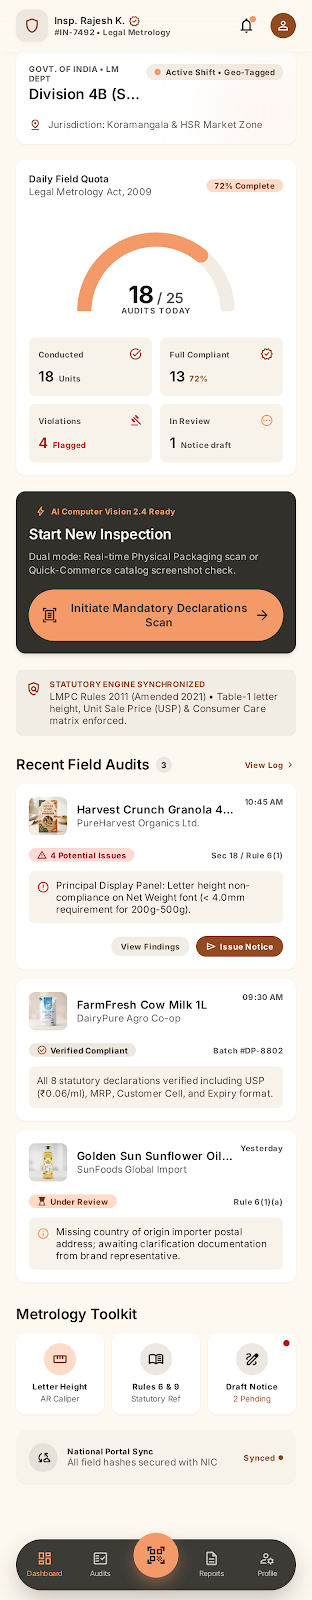 Insp. Rajesh K.
#IN-7492 • Legal Metrology
GOVT. OF INDIA • LM
DEPT
Active Shift • Geo-Tagged
Division 4B (S...
Jurisdiction: Koramangala & HSR Market Zone
Daily Field Quota
Legal Metrology Act, 2009
72% Complete
18 / 25
AUDITS TODAY
Conducted
18 Units
Full Compliant
13 72%
Violations
4 Flagged
In Review
1 Notice draft
AI Computer Vision 2.4 Ready
Start New Inspection
Dual mode: Real-time Physical Packaging scan or
Quick-Commerce catalog screenshot check.
Initiate Mandatory Declarations
Scan
STATUTORY ENGINE SYNCHRONIZED
LMPC Rules 2011 (Amended 2021) • Table-1 letter
height, Unit Sale Price (USP) & Consumer Care
matrix enforced.
Recent Field Audits 3
View Log
Harvest Crunch Granola 4...
10:45 AM
PureHarvest Organics Ltd.
4 Potential Issues
Sec 18 / Rule 6(1)
Principal Display Panel: Letter height non-
compliance on Net Weight font (< 4.0mm
requirement for 200g-500g).
View Findings
Issue Notice
FarmFresh Cow Milk 1L
09:30 AM
DairyPure Agro Co-op
Verified Compliant
Batch #DP-8802
All 8 statutory declarations verified including USP
(₹0.06/ml), MRP, Customer Cell, and Expiry format.
Golden Sun Sunflower Oil...
Yesterday
SunFoods Global Import
Under Review
Rule 6(1)(a)
Missing country of origin importer postal
address; awaiting clarification documentation
from brand representative.
Metrology Toolkit
Letter Height
AR Caliper
Rules 6 & 9
Statutory Ref
Draft Notice
2 Pending
National Portal Sync
All field hashes secured with NIC
Synced
Dashboard
Audits
Reports
Profile